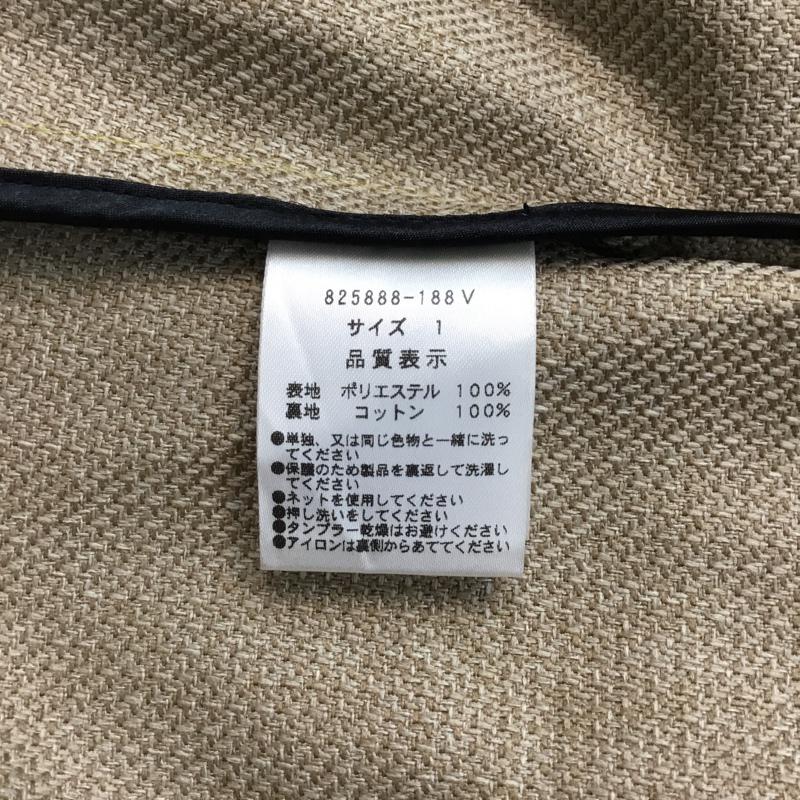 825888-188V
サイズ 1
品質表示
表地 ポリエステル 100%
裏地 コットン 100%
●単独、又は同じ色物と一緒に洗っ
てください
●保護のため製品を裏返して洗濯し
てください
●ネットを使用してください
●押し洗いをしてください
●タンブラー乾燥はお避けください
●アイロンは裏側からあててください